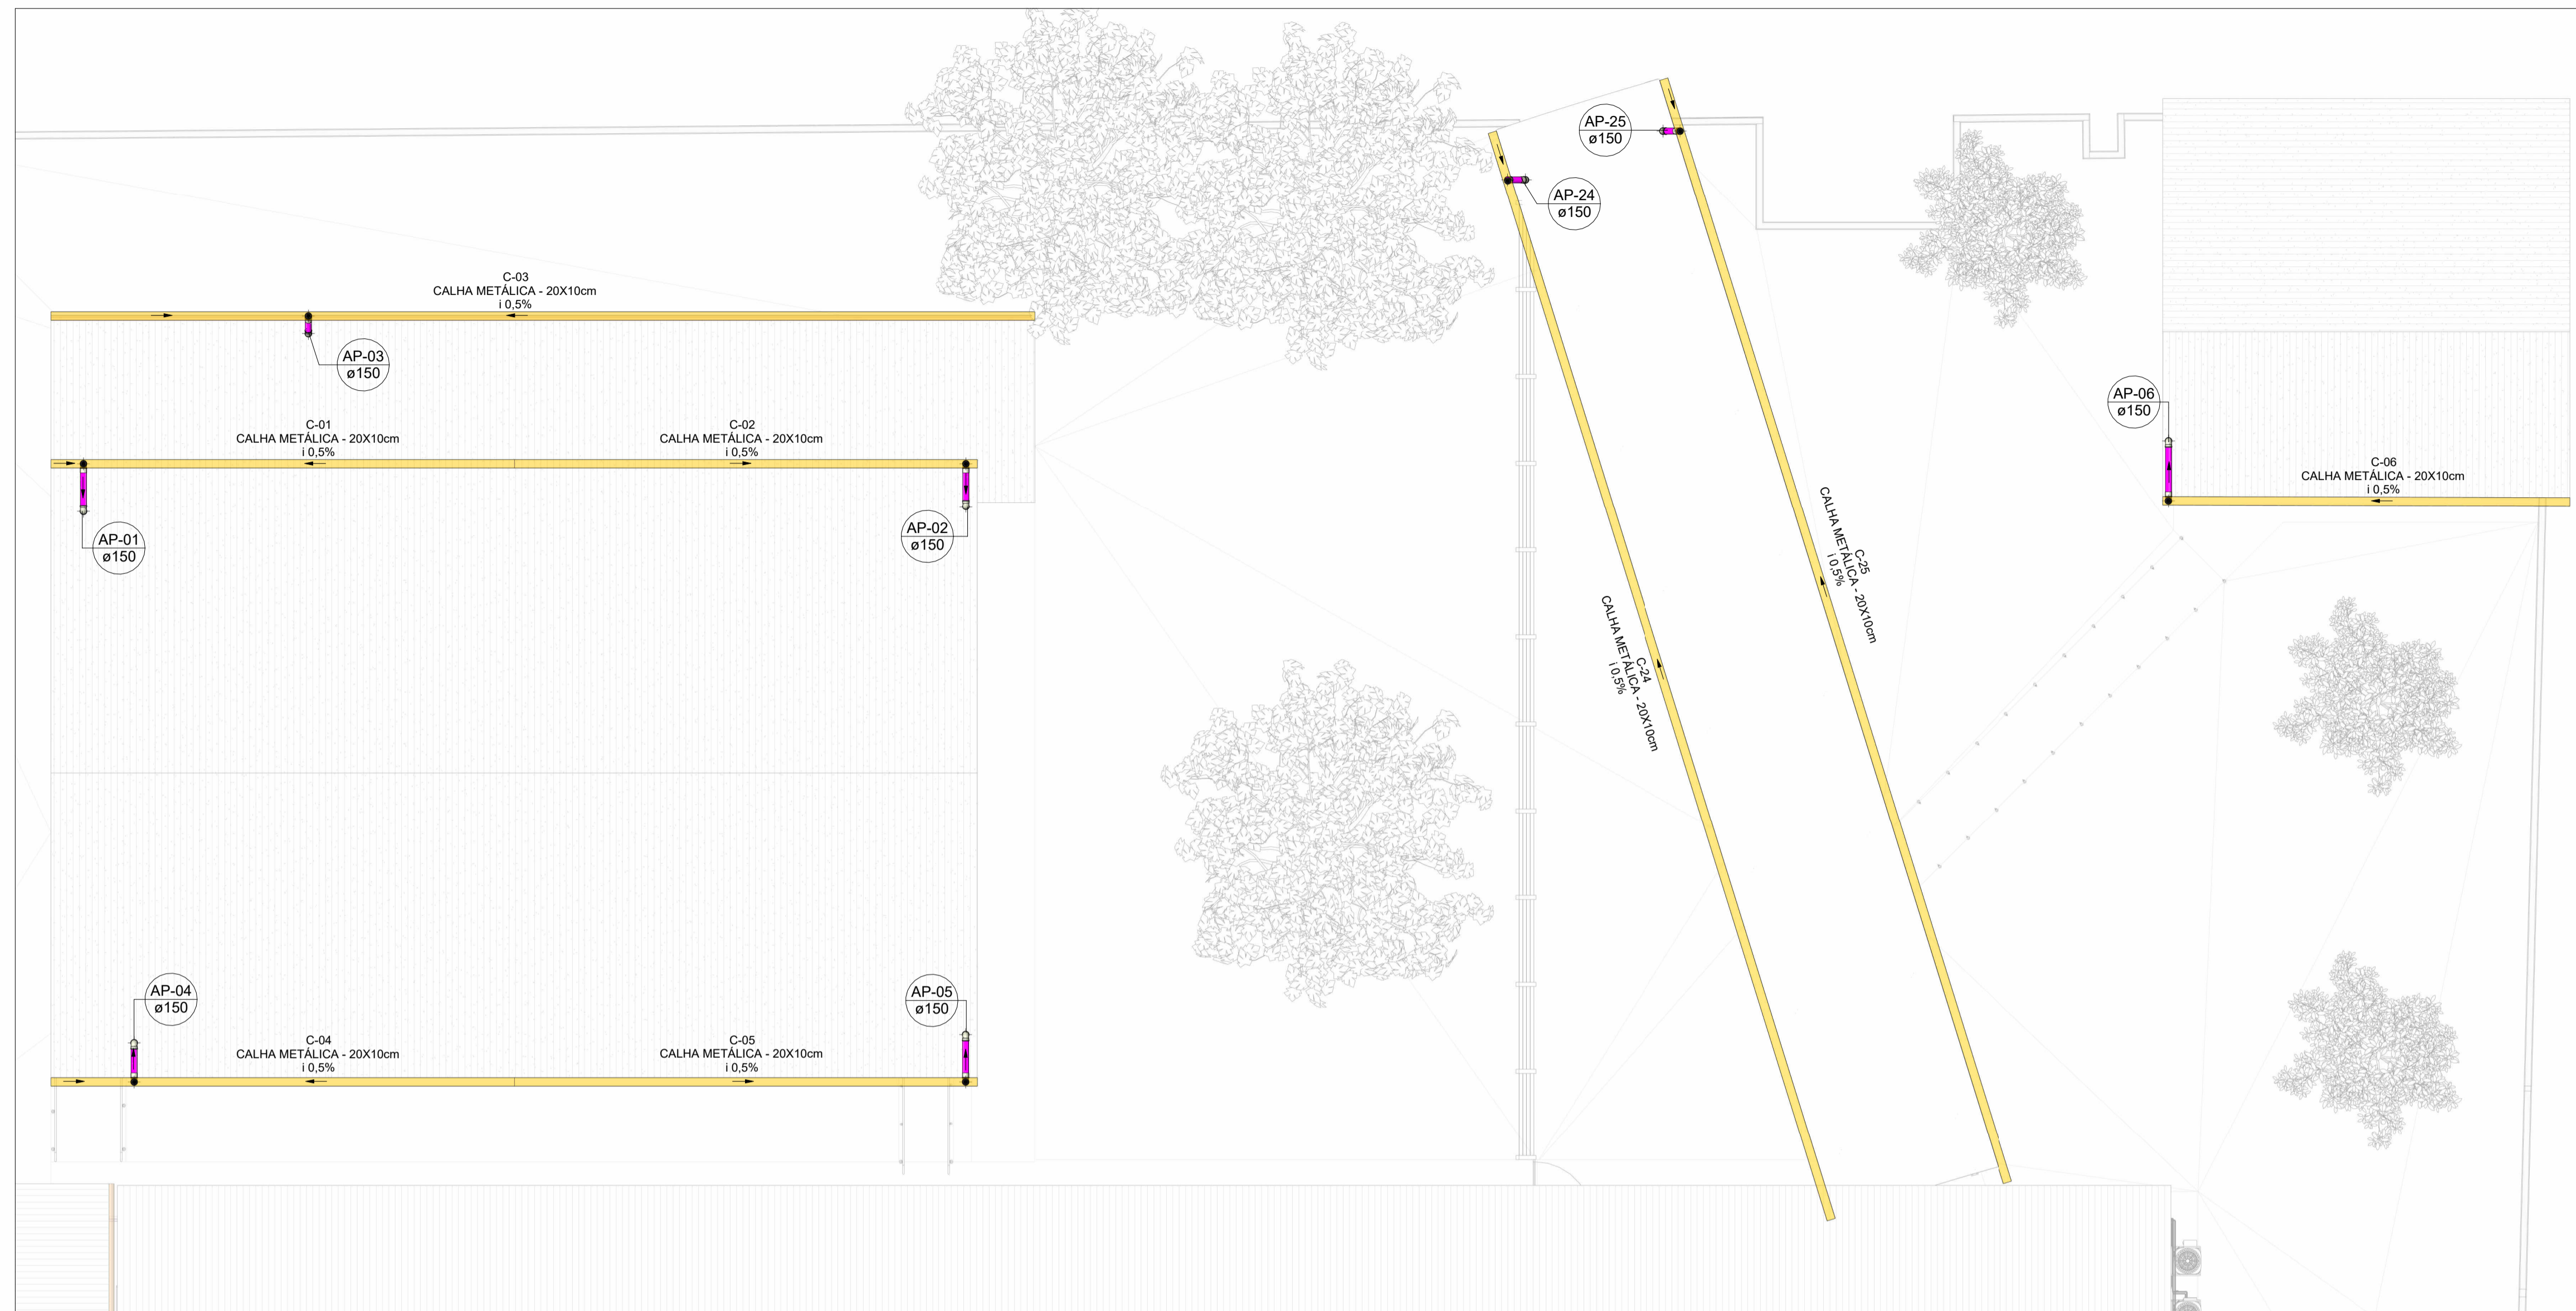 AP-25
ø150
AP-24
ø150
C-03
CALHA METÁLICA - 20X10cm
i 0,5%
AP-03
ø150
AP-06
ø150
C-01
CALHA METÁLICA - 20X10cm
i 0,5%
C-02
CALHA METÁLICA - 20X10cm
i 0,5%
C-06
CALHA METÁLICA - 20X10cm
i 0,5%
AP-01
ø150
AP-02
ø150
C-25
CALHA METÁLICA - 20X10cm
i 0,5%
C-24
CALHA METÁLICA - 20X10cm
i 0,5%
AP-04
ø150
AP-05
ø150
C-04
CALHA METÁLICA - 20X10cm
i 0,5%
C-05
CALHA METÁLICA - 20X10cm
i 0,5%